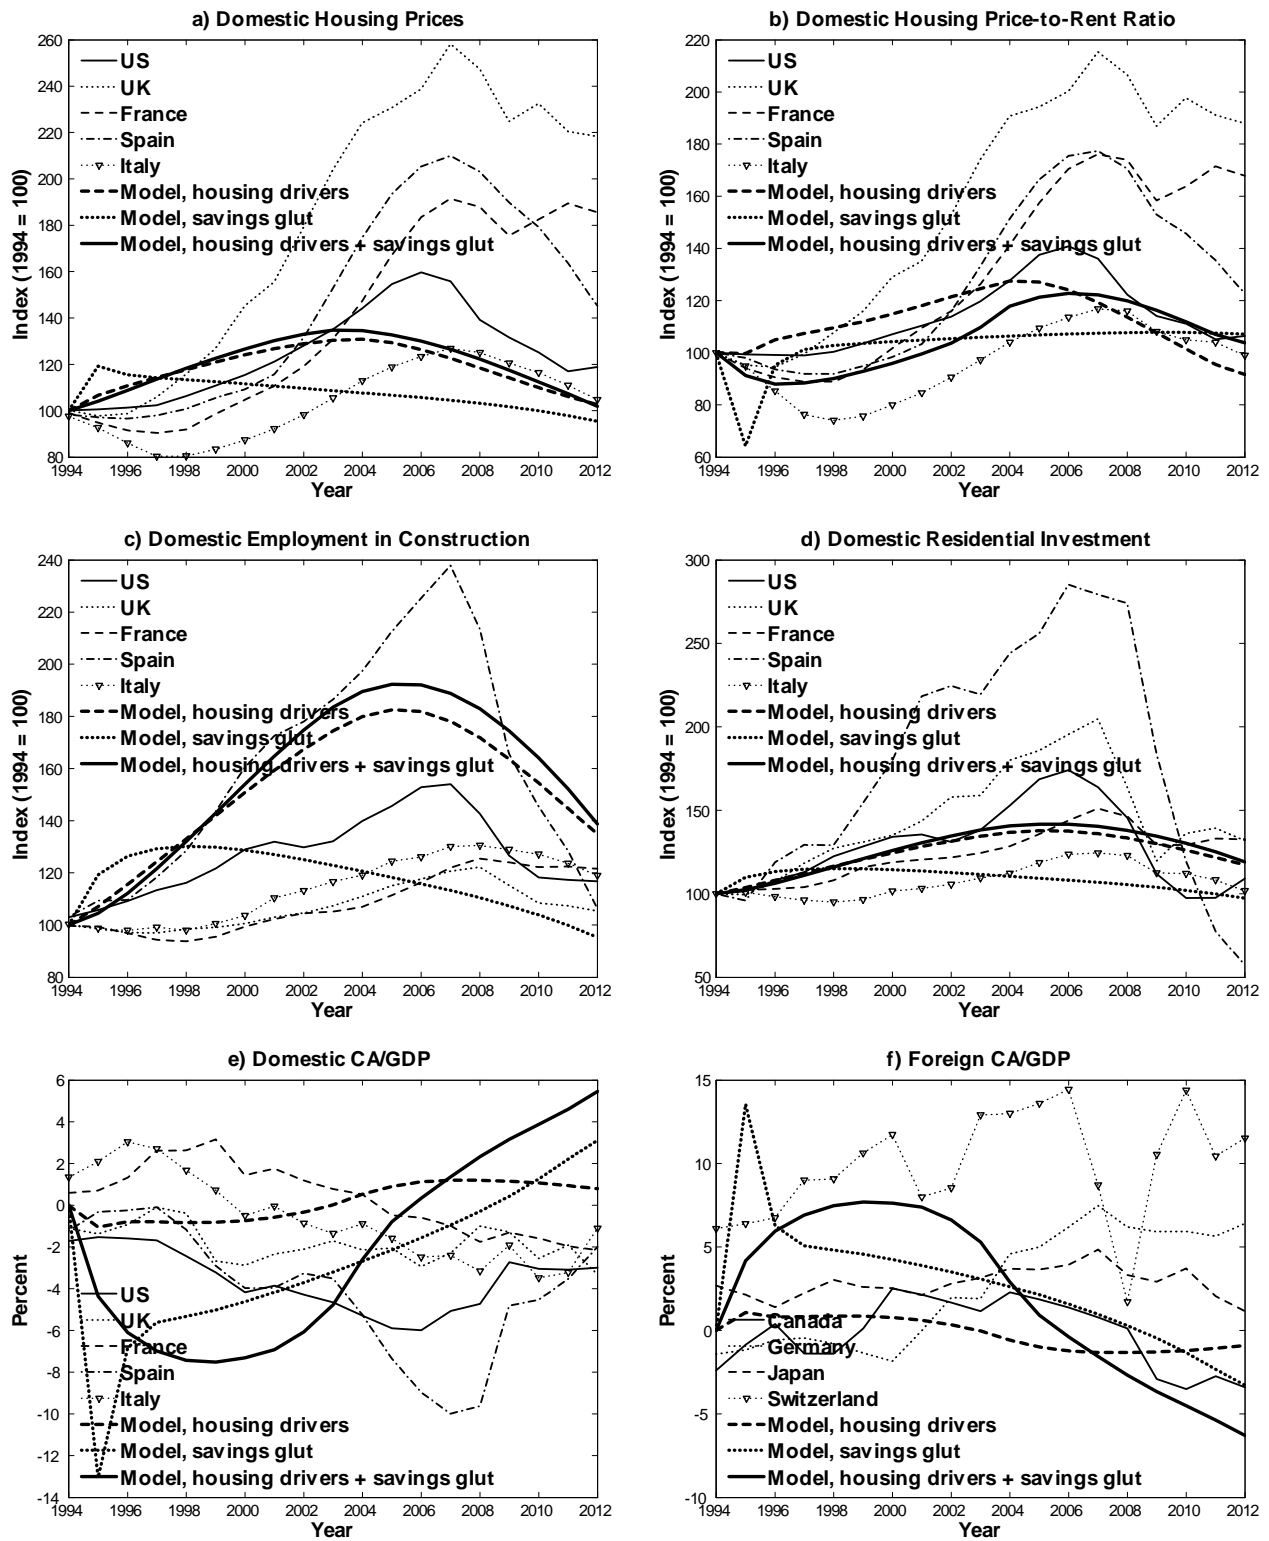 a) Domestic Housing Prices
260
240
220
200
180
160
140
120
100
80
Index (1994 = 100)
US
UK
France
Spain
Italy
Model, housing drivers
Model, savings glut
Model, housing drivers + savings glut
1994 1996 1998 2000 2002 2004 2006 2008 2010 2012
Year
b) Domestic Housing Price-to-Rent Ratio
220
200
180
160
140
120
100
80
60
Index (1994 = 100)
US
UK
France
Spain
Italy
Model, housing drivers
Model, savings glut
Model, housing drivers + savings glut
1994 1996 1998 2000 2002 2004 2006 2008 2010 2012
Year
c) Domestic Employment in Construction
240
220
200
180
160
140
120
100
80
Index (1994 = 100)
US
UK
France
Spain
Italy
Model, housing drivers
Model, savings glut
Model, housing drivers + savings glut
1994 1996 1998 2000 2002 2004 2006 2008 2010 2012
Year
d) Domestic Residential Investment
300
250
200
150
100
50
Index (1994 = 100)
US
UK
France
Spain
Italy
Model, housing drivers
Model, savings glut
Model, housing drivers + savings glut
1994 1996 1998 2000 2002 2004 2006 2008 2010 2012
Year
e) Domestic CA/GDP
6
4
2
0
-2
-4
-6
-8
-10
-12
-14
Percent
US
UK
France
Spain
Italy
Model, housing drivers
Model, savings glut
Model, housing drivers + savings glut
1994 1996 1998 2000 2002 2004 2006 2008 2010 2012
Year
f) Foreign CA/GDP
15
10
5
0
-5
-10
Percent
Canada
Germany
Japan
Switzerland
Model, housing drivers
Model, savings glut
Model, housing drivers + savings glut
1994 1996 1998 2000 2002 2004 2006 2008 2010 2012
Year